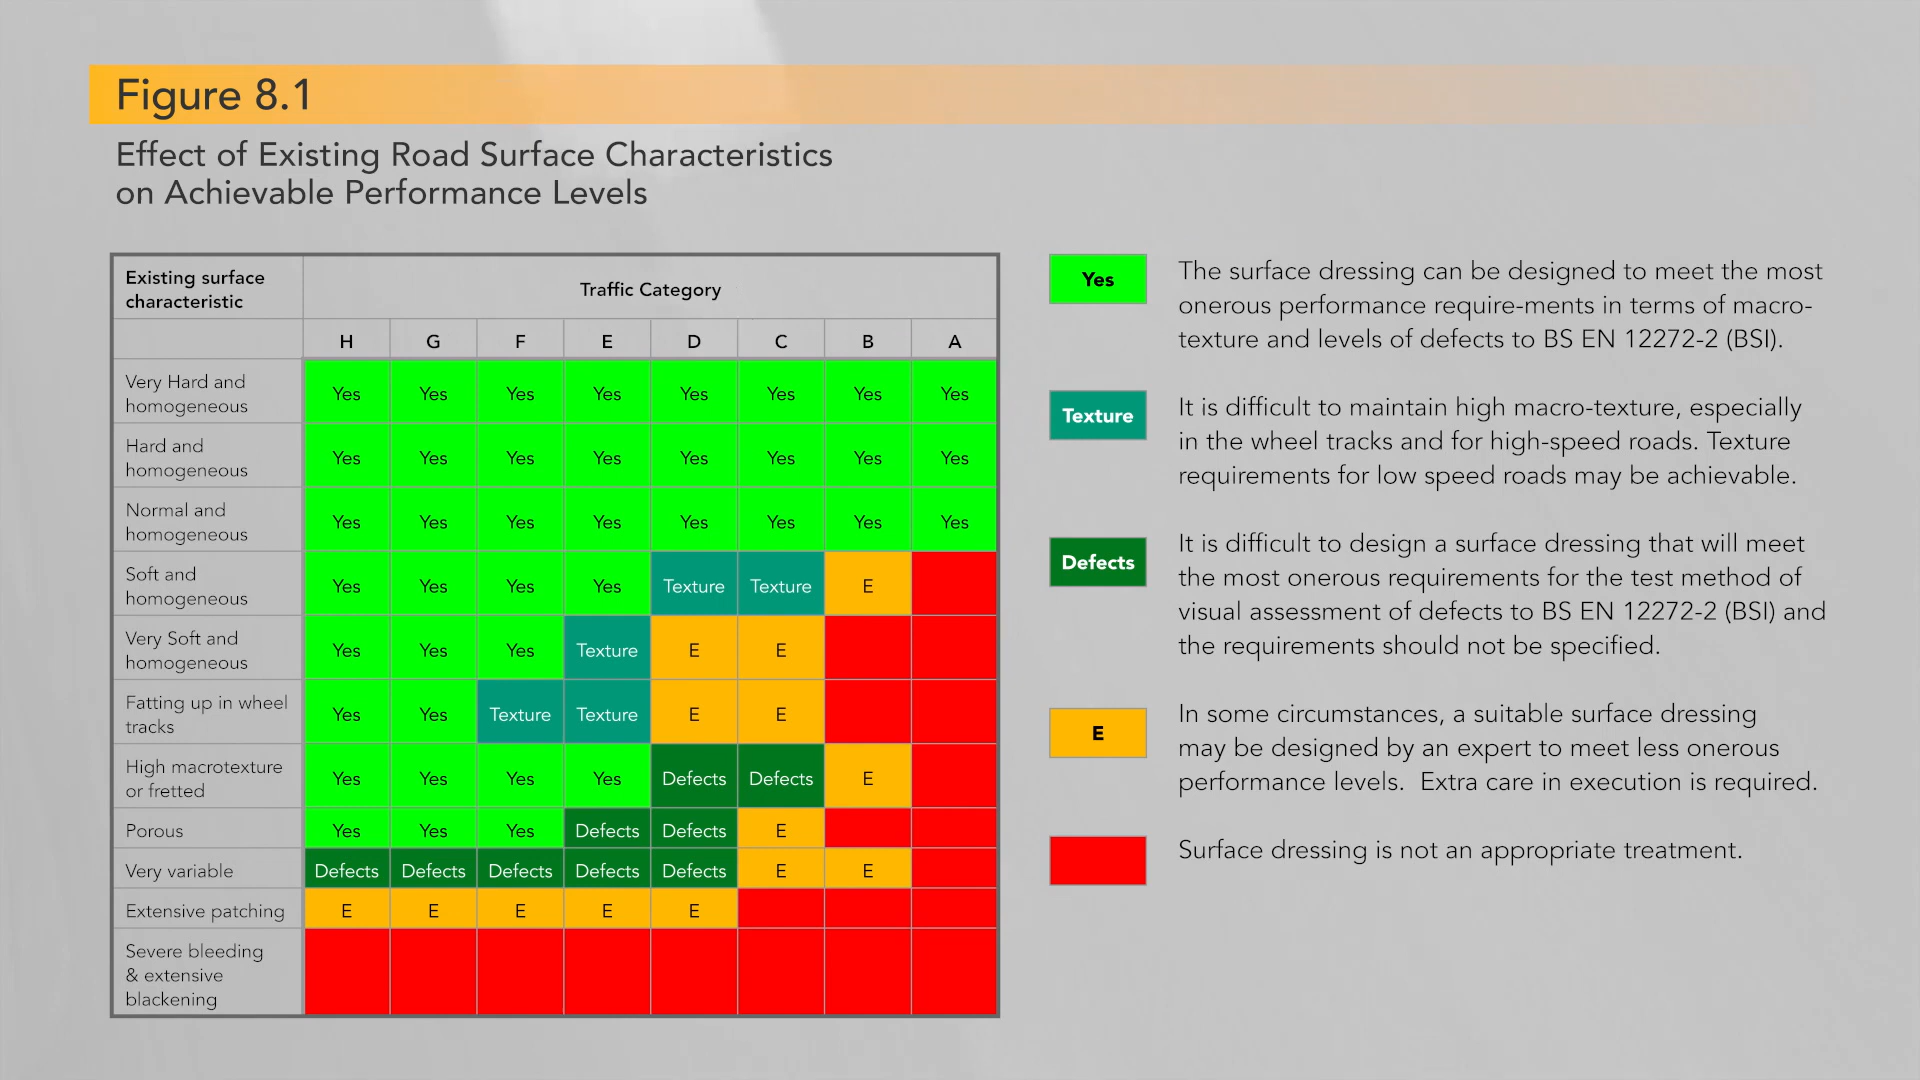 Figure 8.1
Effect of Existing Road Surface Characteristics
on Achievable Performance Levels
Existing surface
characteristic
Traffic Category
H G F E D C B A
Very Hard and
homogeneous
Yes Yes Yes Yes Yes Yes Yes Yes
Hard and
homogeneous
Yes Yes Yes Yes Yes Yes Yes Yes
Normal and
homogeneous
Yes Yes Yes Yes Yes Yes Yes Yes
Soft and
homogeneous
Yes Yes Yes Yes Texture Texture E
Very Soft and
homogeneous
Yes Yes Yes Texture E E
Fatting up in wheel
tracks
Yes Yes Texture Texture E E
High macrotexture
or fretted
Yes Yes Yes Yes Defects Defects E
Porous Yes Yes Yes Defects Defects E
Very variable Defects Defects Defects Defects Defects E E
Extensive patching E E E E E
Severe bleeding
& extensive
blackening
Yes
The surface dressing can be designed to meet the most
onerous performance require-ments in terms of macro-
texture and levels of defects to BS EN 12272-2 (BSI).
Texture
It is difficult to maintain high macro-texture, especially
in the wheel tracks and for high-speed roads. Texture
requirements for low speed roads may be achievable.
Defects
It is difficult to design a surface dressing that will meet
the most onerous requirements for the test method of
visual assessment of defects to BS EN 12272-2 (BSI) and
the requirements should not be specified.
E
In some circumstances, a suitable surface dressing
may be designed by an expert to meet less onerous
performance levels.  Extra care in execution is required.
Surface dressing is not an appropriate treatment.